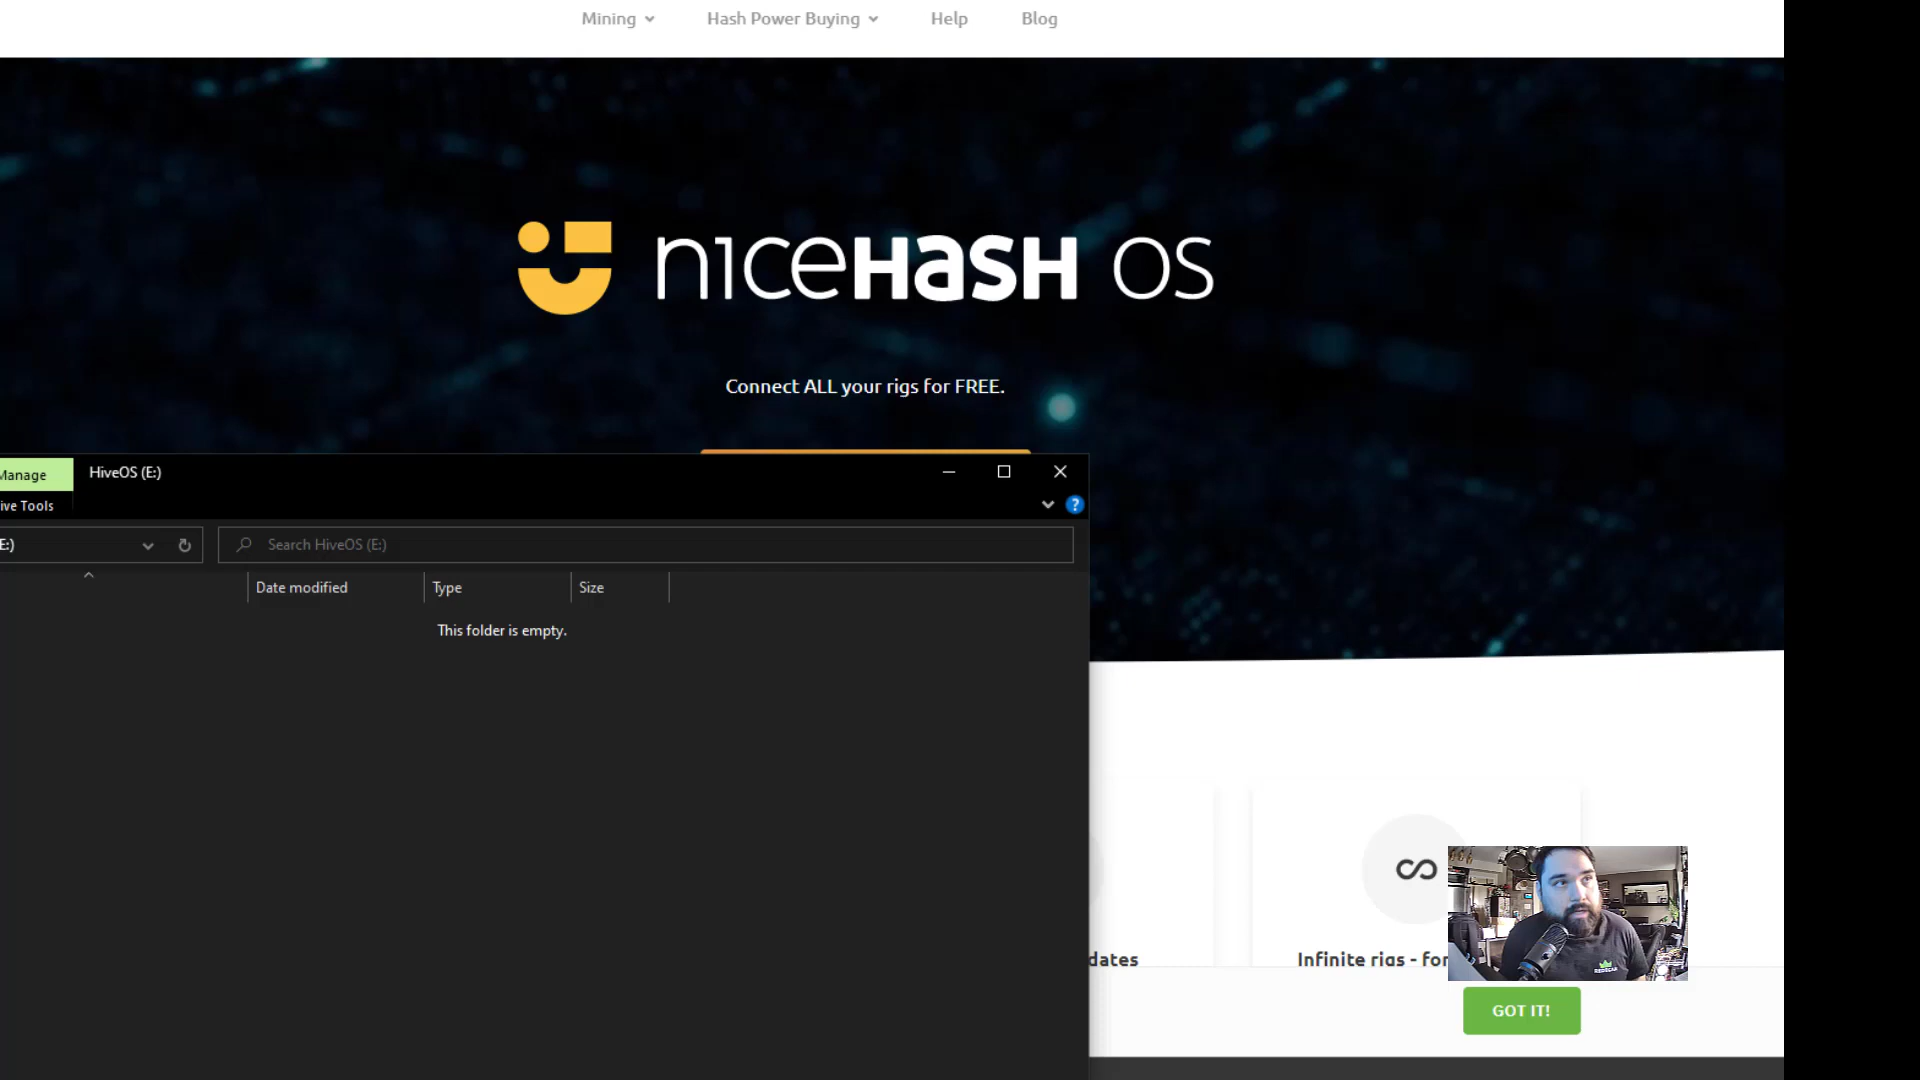 Mining
Hash Power Buying
Help
Blog
nıceHasH OS
Connect ALL your rigs for FREE.
Manage
HiveOS (E:)
ive Tools
?
E:)
Search HiveOS (E:)
Date modified
Type
Size
This folder is empty.
dates
Infinite rigs - for
GOT IT!